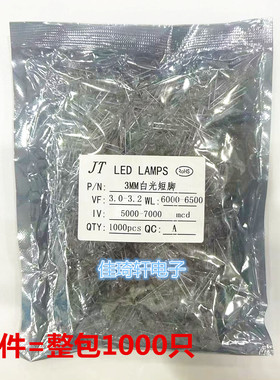 JT LED LAMPS RoHS
P/N: 3MM白光短脚
VF: 3.0-3.2 WL: 6000-6500
IV: 5000-7000 mcd
QTY: 1000pcs QC: A
佳琦轩电子
件=整包1000只